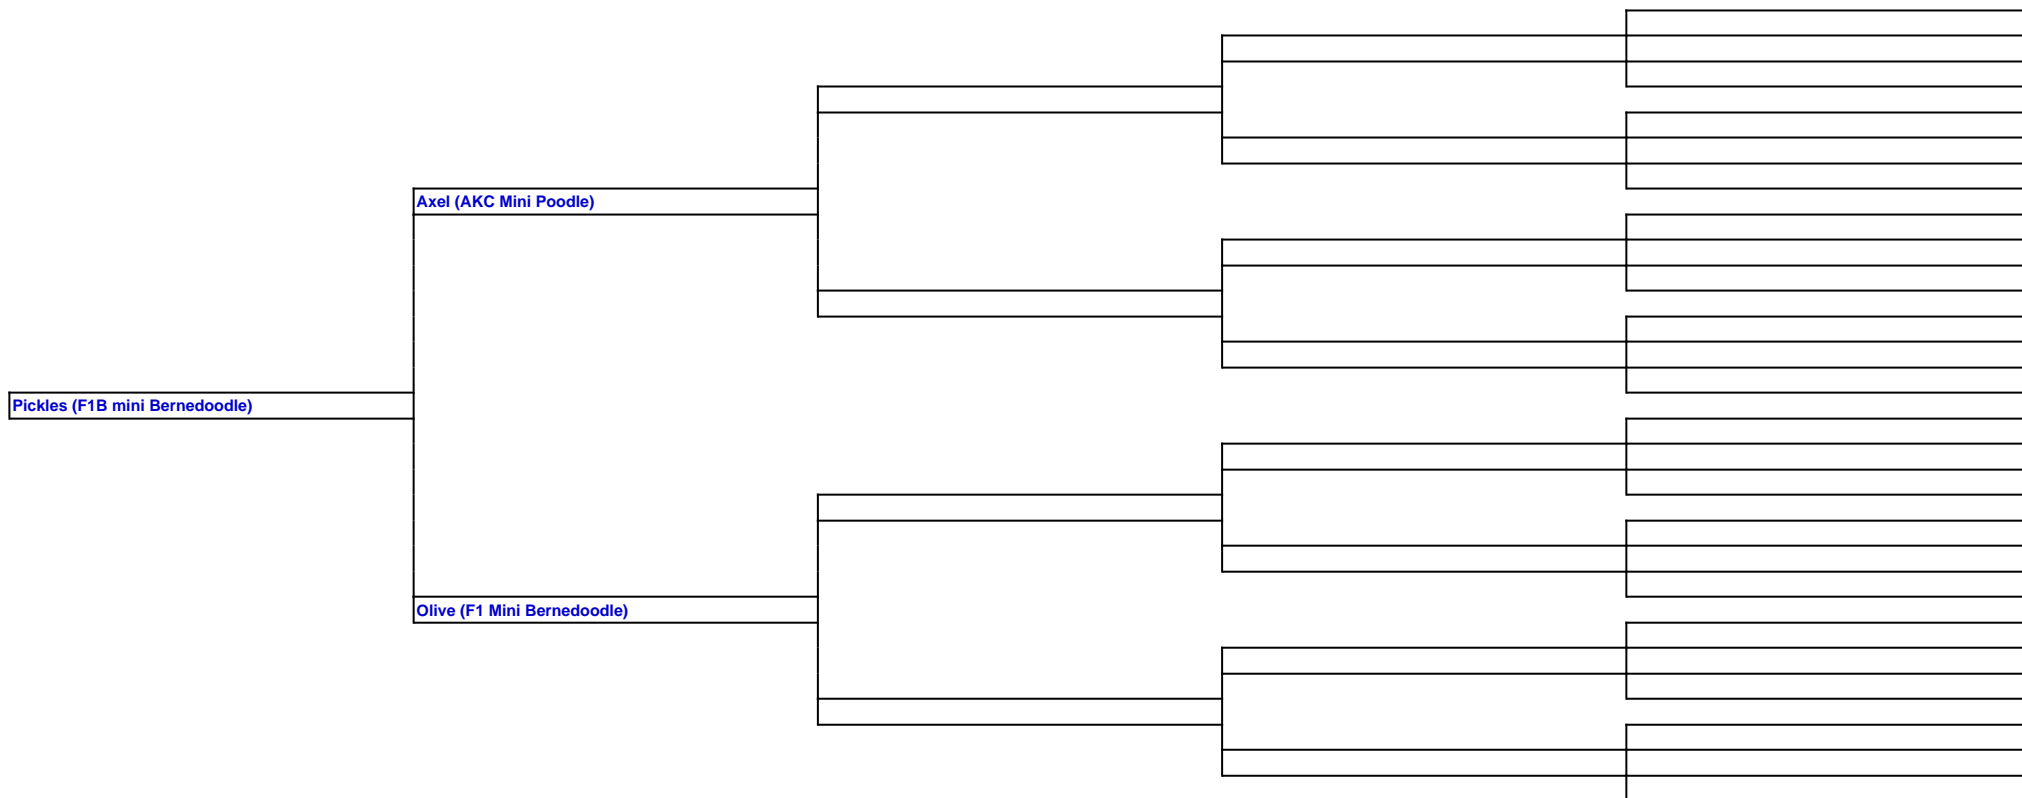 Axel (AKC Mini Poodle)
Pickles (F1B mini Bernedoodle)
Olive (F1 Mini Bernedoodle)